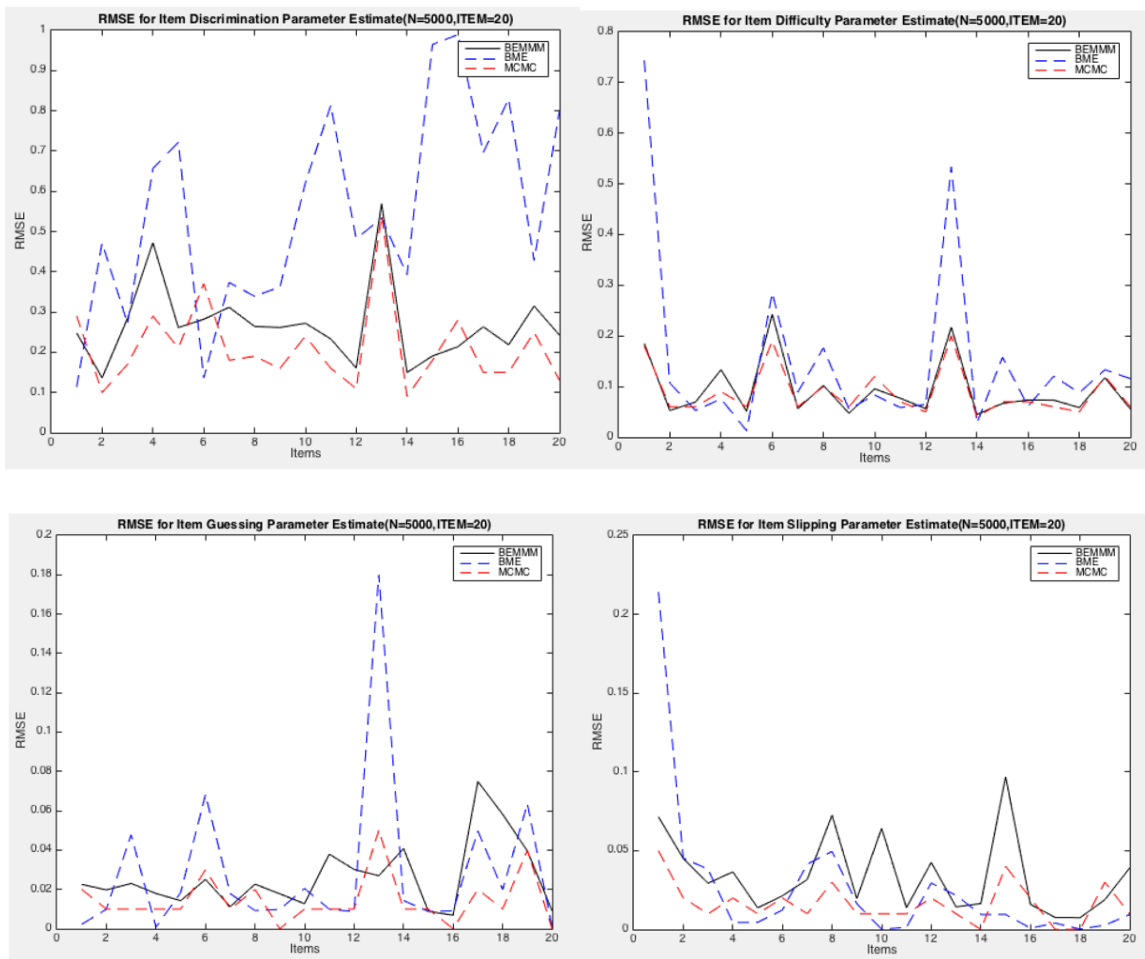 RMSE for Item Discrimination Parameter Estimate(N=5000,ITEM=20)
1
0.9
0.8
0.7
0.6
0.5
0.4
0.3
0.2
0.1
0
RMSE
BEMMM
BME
MCMC
0 2 4 6 8 10 12 14 16 18 20
Items
RMSE for Item Difficulty Parameter Estimate(N=5000,ITEM=20)
0.8
0.7
0.6
0.5
0.4
0.3
0.2
0.1
0
RMSE
BEMMM
BME
MCMC
0 2 4 6 8 10 12 14 16 18 20
Items
RMSE for Item Guessing Parameter Estimate(N=5000,ITEM=20)
0.2
0.18
0.16
0.14
0.12
0.1
0.08
0.06
0.04
0.02
0
RMSE
BEMMM
BME
MCMC
0 2 4 6 8 10 12 14 16 18 20
Items
RMSE for Item Slipping Parameter Estimate(N=5000,ITEM=20)
0.25
0.2
0.15
0.1
0.05
0
RMSE
BEMMM
BME
MCMC
0 2 4 6 8 10 12 14 16 18 20
Items